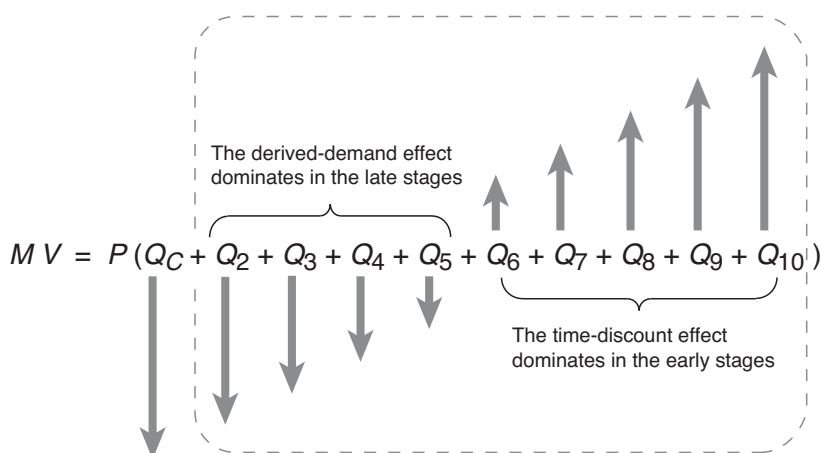 The derived-demand effect
dominates in the late stages
M V = P (Q_C + Q_2 + Q_3 + Q_4 + Q_5 + Q_6 + Q_7 + Q_8 + Q_9 + Q_10)
The time-discount effect
dominates in the early stages